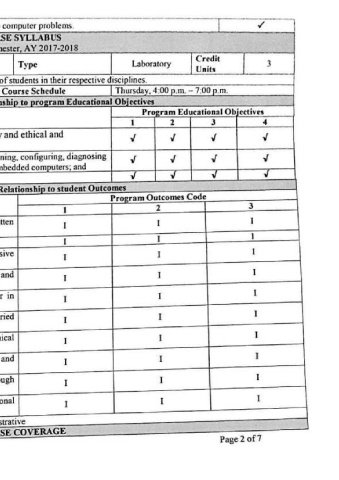 computer problems. ✓
SE SYLLABUS
mester, AY 2017-2018
Type Laboratory Credit Units 3
of students in their respective disciplines.
Course Schedule Thursday, 4:00 p.m. – 7:00 p.m.
nship to program Educational Objectives
Program Educational Objectives
1 2 3 4
y and ethical and ✓ ✓ ✓ ✓
ning, configuring, diagnosing ✓ ✓ ✓ ✓
mbedded computers; and
✓ ✓ ✓ ✓
Relationship to student Outcomes
Program Outcomes Code
1 2 3
tten I I I
I I I
sive I I I
and I I I
r in I I I
ried I I I
ical I I I
and I I I
ugh I I I
onal I I I
strative
SE COVERAGE
Page 2 of 7